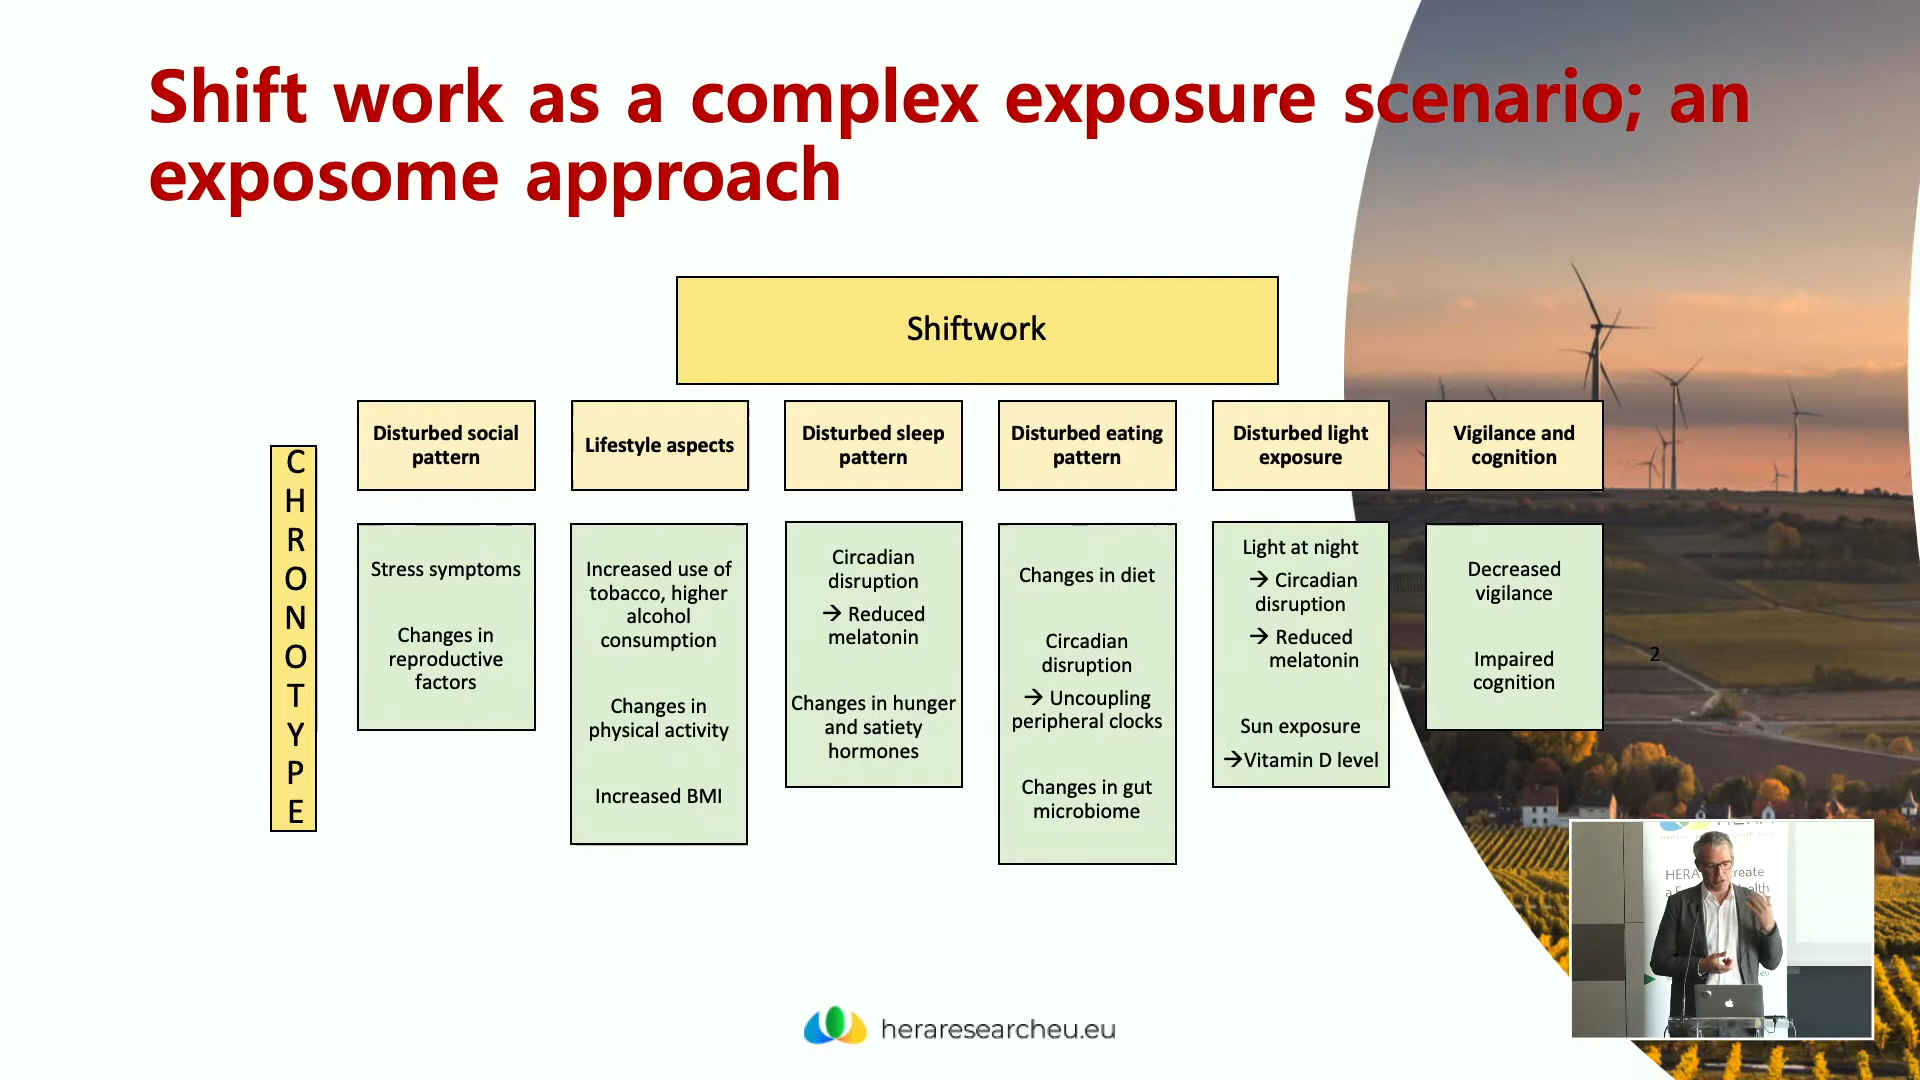 Shift work as a complex exposure scenario; an
exposome approach
Shiftwork
C
H
R
O
N
O
T
Y
P
E
Disturbed social
pattern
Stress symptoms
Changes in
reproductive
factors
Lifestyle aspects
Increased use of
tobacco, higher
alcohol
consumption
Changes in
physical activity
Increased BMI
Disturbed sleep
pattern
Circadian
disruption
→ Reduced
melatonin
Changes in hunger
and satiety
hormones
Disturbed eating
pattern
Changes in diet
Circadian
disruption
→ Uncoupling
peripheral clocks
Changes in gut
microbiome
Disturbed light
exposure
Light at night
→ Circadian
disruption
→ Reduced
melatonin
Sun exposure
→Vitamin D level
Vigilance and
cognition
Decreased
vigilance
Impaired
cognition
2
HERA
heraresearcheu.eu